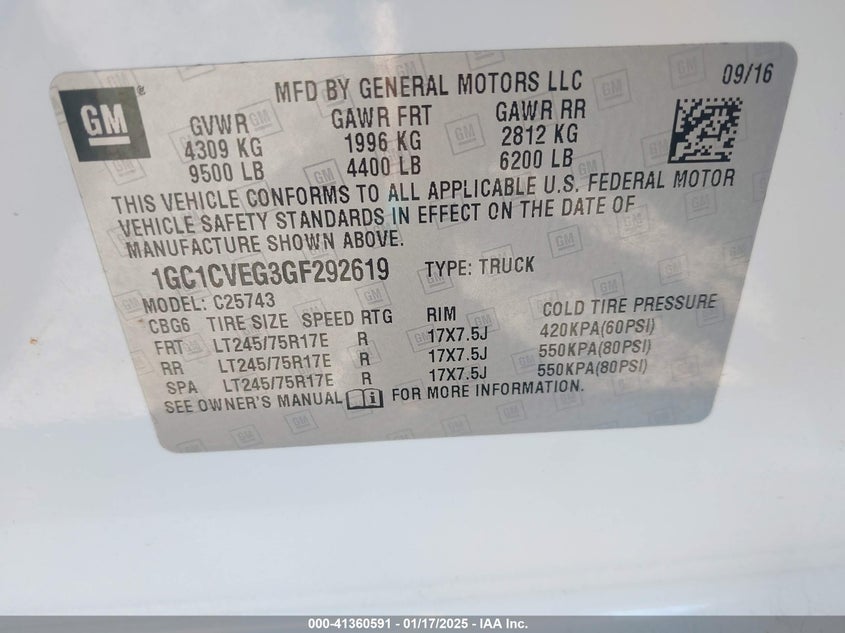 GM
®
MFD BY GENERAL MOTORS LLC
09/16
GVWR GAWR FRT GAWR RR
4309 KG 1996 KG 2812 KG
9500 LB 4400 LB 6200 LB
THIS VEHICLE CONFORMS TO ALL APPLICABLE U.S. FEDERAL MOTOR
VEHICLE SAFETY STANDARDS IN EFFECT ON THE DATE OF
MANUFACTURE SHOWN ABOVE.
1GC1CVEG3GF292619 TYPE: TRUCK
MODEL: C25743
CBG6 TIRE SIZE SPEED RTG RIM COLD TIRE PRESSURE
FRT LT245/75R17E R 17X7.5J 420KPA(60PSI)
RR LT245/75R17E R 17X7.5J 550KPA(80PSI)
SPA LT245/75R17E R 17X7.5J 550KPA(80PSI)
SEE OWNER'S MANUAL i FOR MORE INFORMATION.
000-41360591 - 01/17/2025 - IAA Inc.